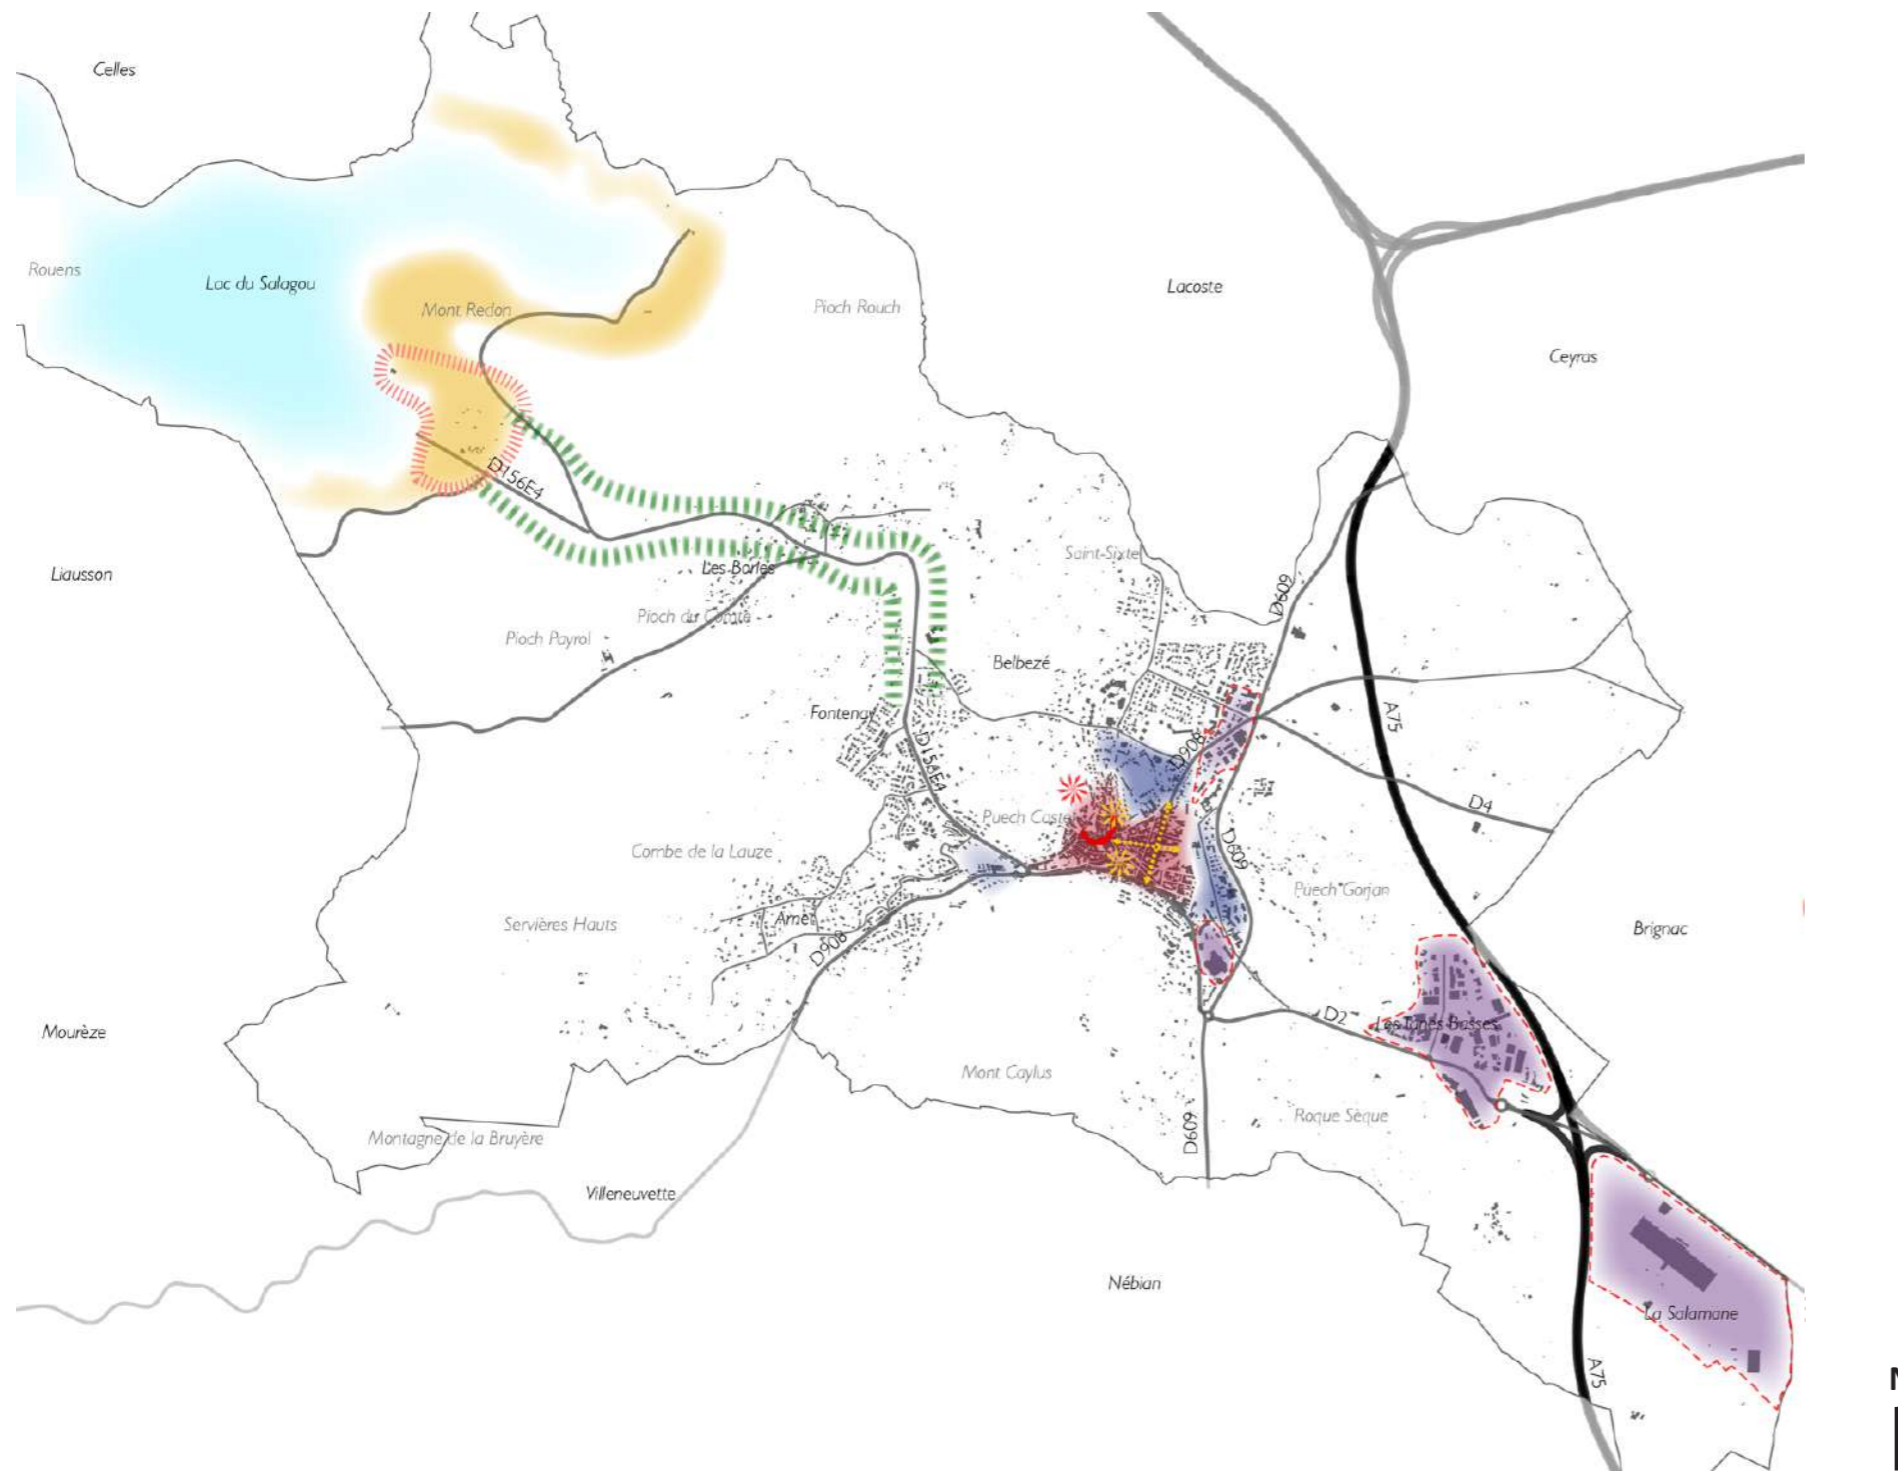 Celles
Rouens
Lac du Salagou
Mont Redon
Pioch Rouch
Lacoste
Ceyras
D156E4
Les Bories
Saint-Sixte
Liausson
Pioch du Comte
Pioch Payrol
D609
Belbezé
Fontenay
A75
D908
D156E4
Puech Castel
D4
D609
Combe de la Lauze
Puech Gorjan
Arnet
Servières Hauts
D908
Brignac
Mourèze
D2
Les Tanes Basses
Mont Caylus
Roque Sèque
D609
Montagne de la Bruyère
Villeneuvette
Nébian
La Salamane
A75